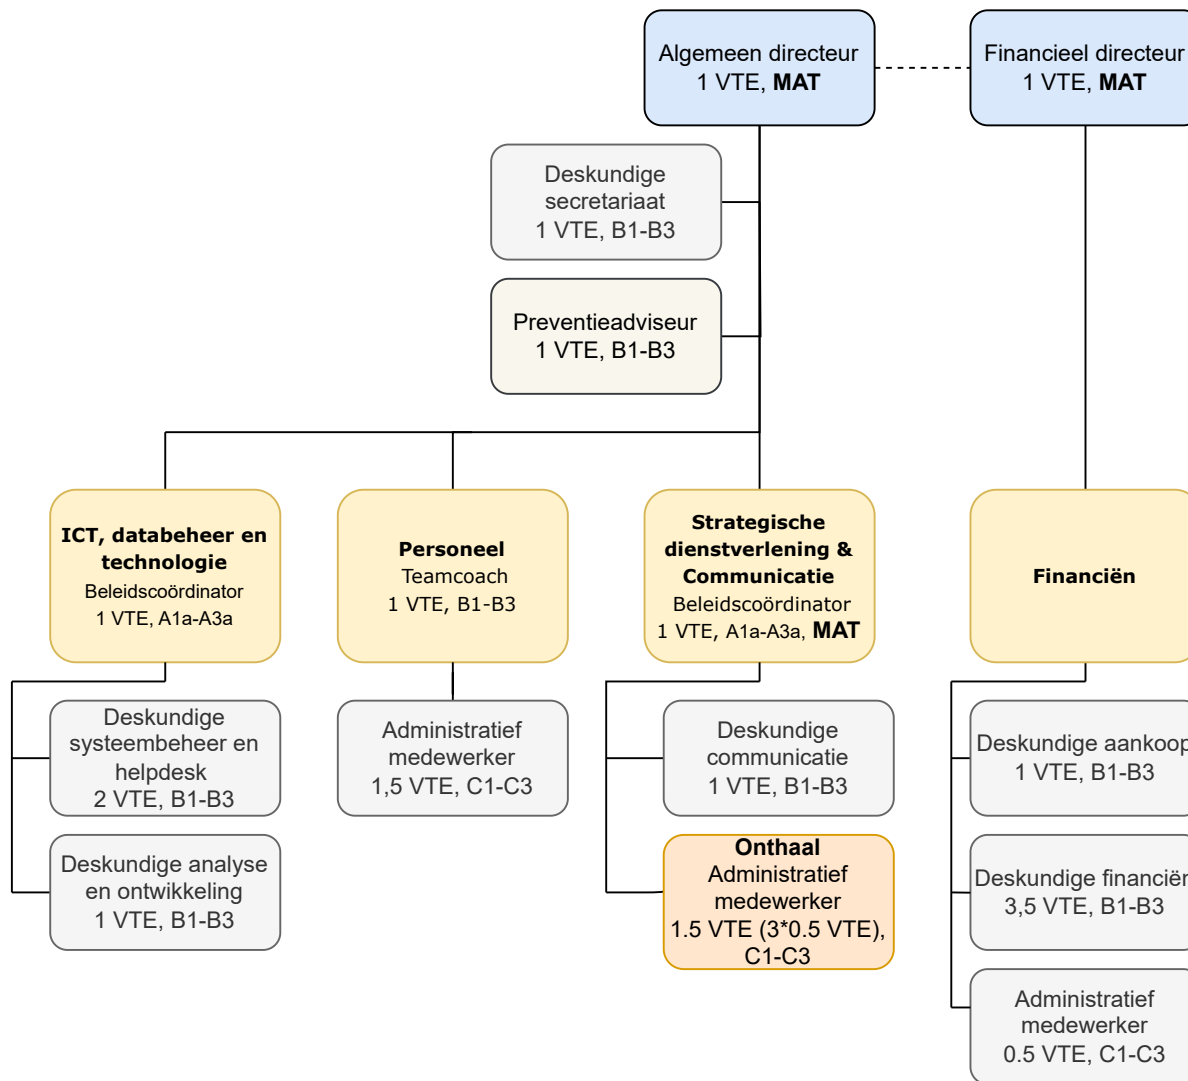 Algemeen directeur
1 VTE, MAT
Financieel directeur
1 VTE, MAT
Deskundige
secretariaat
1 VTE, B1-B3
Preventieadviseur
1 VTE, B1-B3
ICT, databeheer en
technologie
Beleidscoördinator
1 VTE, A1a-A3a
Personeel
Teamcoach
1 VTE, B1-B3
Strategische
dienstverlening &
Communicatie
Beleidscoördinator
1 VTE, A1a-A3a, MAT
Financiën
Deskundige
systeembeheer en
helpdesk
2 VTE, B1-B3
Administratief
medewerker
1,5 VTE, C1-C3
Deskundige
communicatie
1 VTE, B1-B3
Deskundige aankoop
1 VTE, B1-B3
Deskundige analyse
en ontwikkeling
1 VTE, B1-B3
Onthaal
Administratief
medewerker
1.5 VTE (3*0.5 VTE),
C1-C3
Deskundige financiën
3,5 VTE, B1-B3
Administratief
medewerker
0.5 VTE, C1-C3